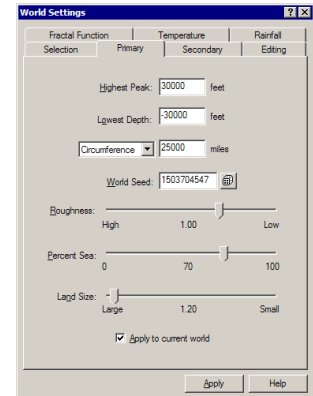 World Settings
Fractal Function Temperature Rainfall
Selection Primary Secondary Editing
Highest Peak: 30000 feet
Lowest Depth: -30000 feet
Circumference 25000 miles
World Seed: 1503704547
Roughness:
High 1.00 Low
Percent Sea:
0 70 100
Land Size:
Large 1.20 Small
Apply to current world
Apply Help